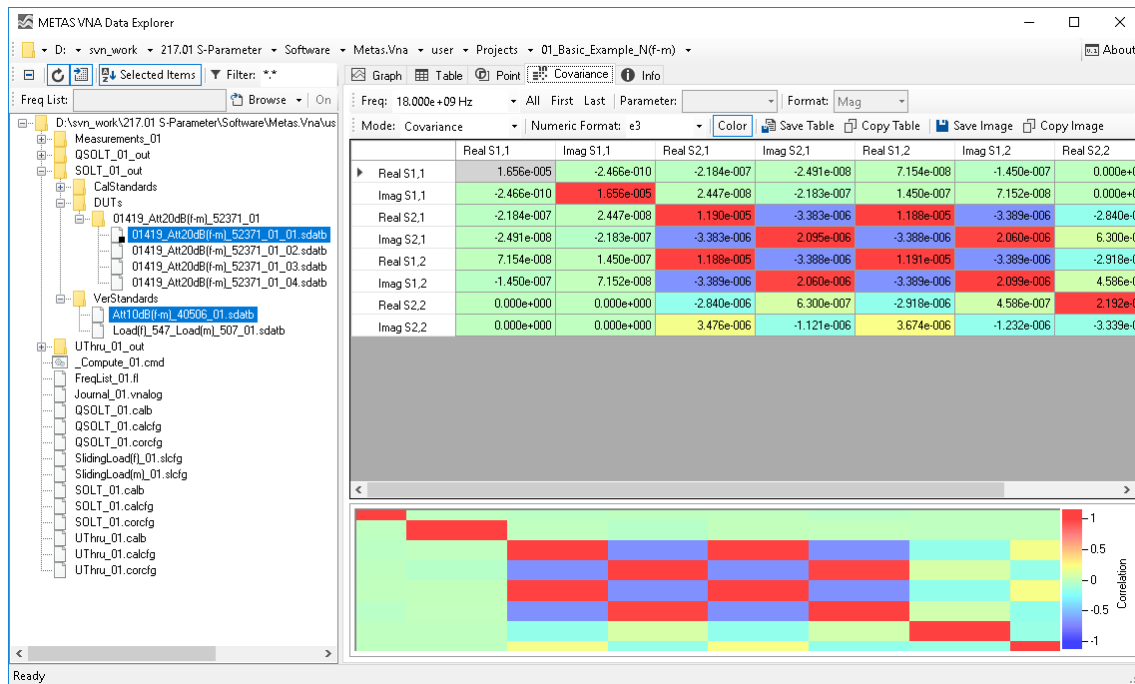 METAS VNA Data Explorer
D: svn_work 217.01 S-Parameter Software Metas.Vna user Projects 01_Basic_Example_N(f-m) About
Selected Items Filter: *.* Graph Table Point Covariance Info
Freq List: Browse On Freq: 18.000e+09 Hz All First Last Parameter: Format: Mag
Mode: Covariance Numeric Format: e3 Color Save Table Copy Table Save Image Copy Image
D:\svn_work\217.01 S-Parameter\Software\Metas.Vna\us
Measurements_01
QSOLT_01_out
SOLT_01_out
CalStandards
DUTs
01419_Att20dB(f-m)_52371_01
01419_Att20dB(f-m)_52371_01_01.sdatb
01419_Att20dB(f-m)_52371_01_02.sdatb
01419_Att20dB(f-m)_52371_01_03.sdatb
01419_Att20dB(f-m)_52371_01_04.sdatb
VerStandards
Att10dB(f-m)_40506_01.sdatb
Load(f)_547_Load(m)_507_01.sdatb
UThru_01_out
_Compute_01.cmd
FreqList_01.fl
Journal_01.vnalog
QSOLT_01.calb
QSOLT_01.calcfg
QSOLT_01.corcfg
SlidingLoad(f)_01.slcfg
SlidingLoad(m)_01.slcfg
SOLT_01.calb
SOLT_01.calcfg
SOLT_01.corcfg
UThru_01.calb
UThru_01.calcfg
UThru_01.corcfg
Real S1,1 Imag S1,1 Real S2,1 Imag S2,1 Real S1,2 Imag S1,2 Real S2,2
Real S1,1 1.656e-005 -2.466e-010 -2.184e-007 -2.491e-008 7.154e-008 -1.450e-007 0.000e+0
Imag S1,1 -2.466e-010 1.656e-005 2.447e-008 -2.183e-007 1.450e-007 7.152e-008 0.000e+0
Real S2,1 -2.184e-007 2.447e-008 1.190e-005 -3.383e-006 1.188e-005 -3.389e-006 -2.840e-0
Imag S2,1 -2.491e-008 -2.183e-007 -3.383e-006 2.095e-006 -3.388e-006 2.060e-006 6.300e-0
Real S1,2 7.154e-008 1.450e-007 1.188e-005 -3.388e-006 1.191e-005 -3.389e-006 -2.918e-0
Imag S1,2 -1.450e-007 7.152e-008 -3.389e-006 2.060e-006 -3.389e-006 2.099e-006 4.586e-0
Real S2,2 0.000e+000 0.000e+000 -2.840e-006 6.300e-007 -2.918e-006 4.586e-007 2.192e-0
Imag S2,2 0.000e+000 0.000e+000 3.476e-006 -1.121e-006 3.674e-006 -1.232e-006 -3.339e-0
1
0.5
0
-0.5
-1
Correlation
Ready